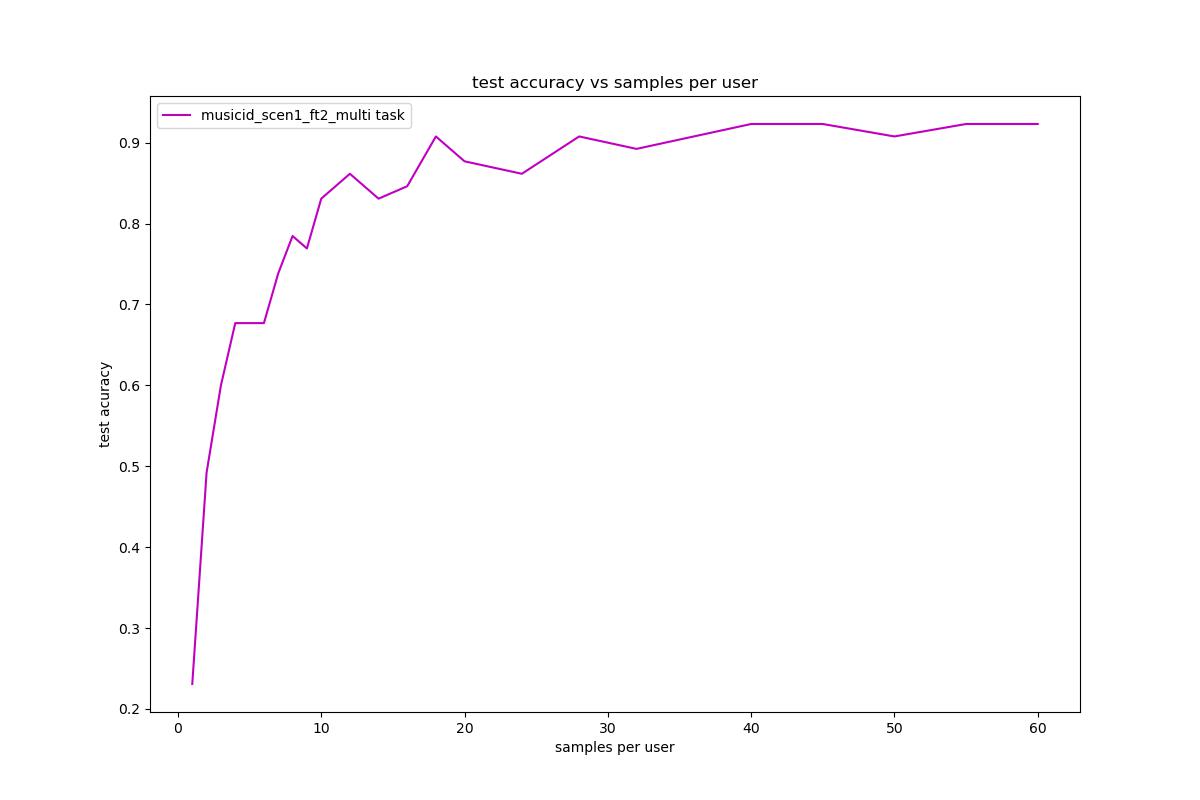 test accuracy vs samples per user
musicid_scen1_ft2_multi task
0.9
0.8
0.7
0.6
0.5
0.4
0.3
0.2
test acuracy
0 10 20 30 40 50 60
samples per user